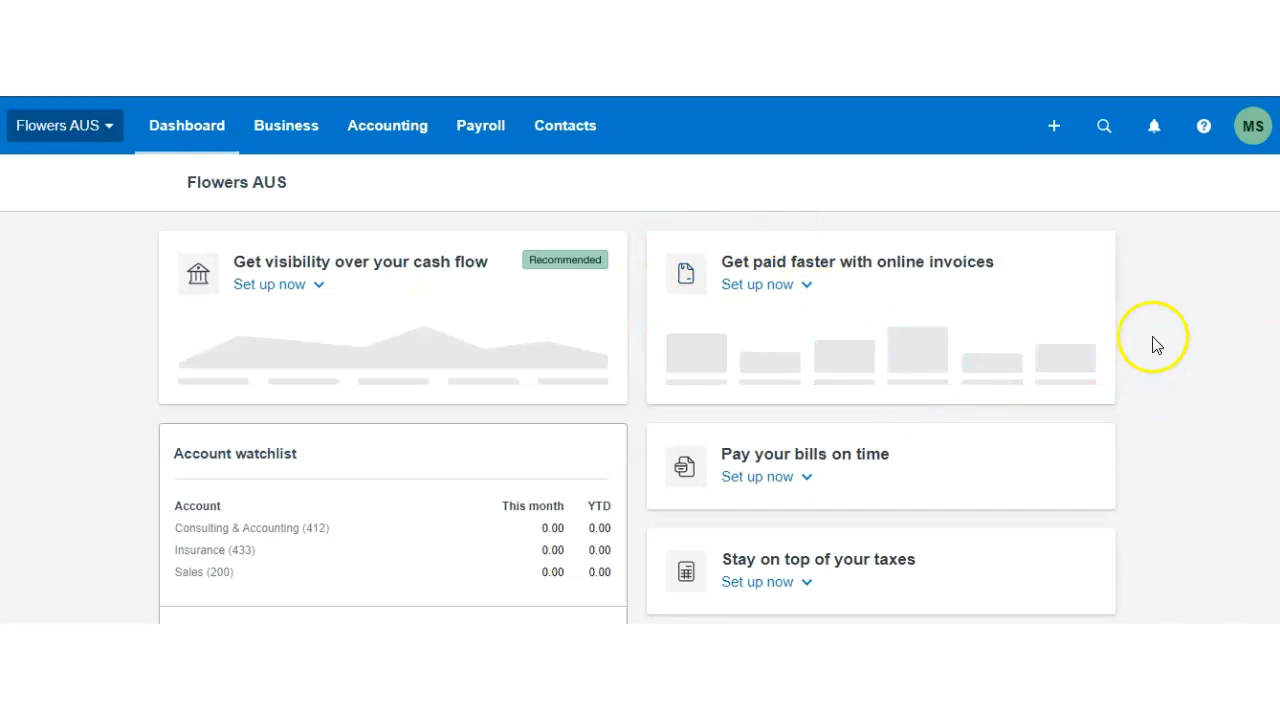 Flowers AUS
Dashboard
Business
Accounting
Payroll
Contacts
MS
Flowers AUS
Get visibility over your cash flow
Recommended
Set up now
Get paid faster with online invoices
Set up now
Account watchlist
Account This month YTD
Consulting & Accounting (412) 0.00 0.00
Insurance (433) 0.00 0.00
Sales (200) 0.00 0.00
Pay your bills on time
Set up now
Stay on top of your taxes
Set up now